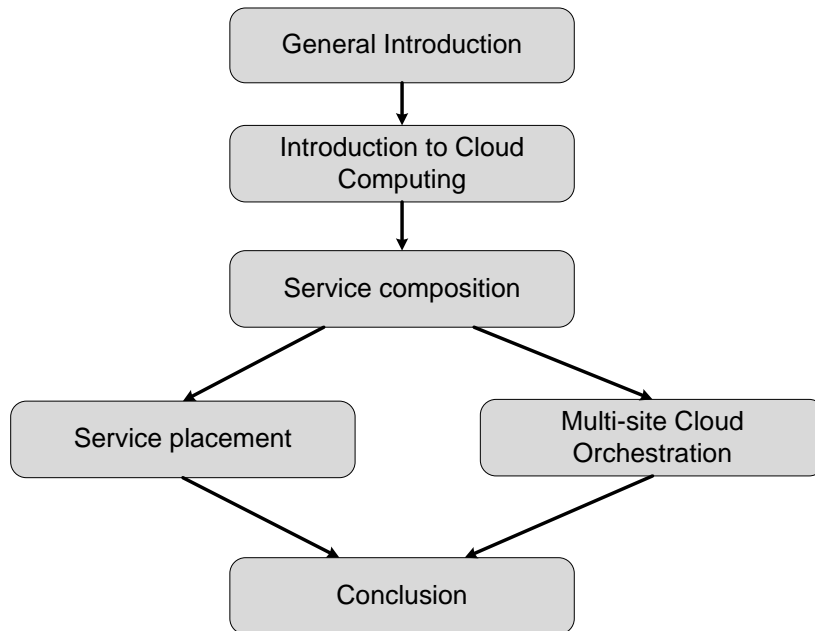 General Introduction
Introduction to Cloud
Computing
Service composition
Service placement
Multi-site Cloud
Orchestration
Conclusion